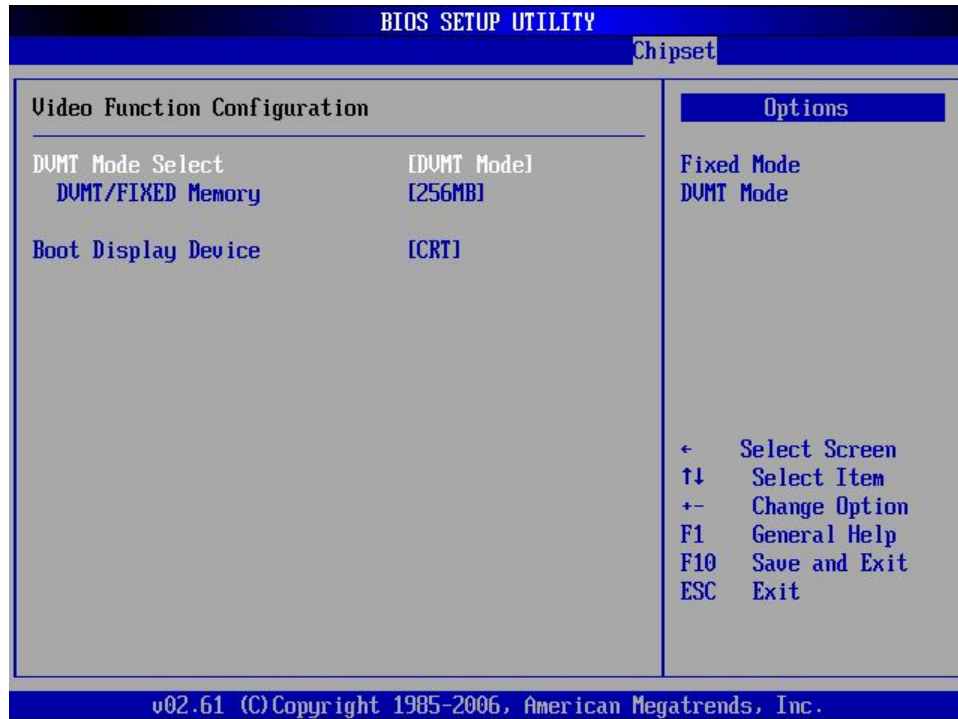 BIOS SETUP UTILITY
Chipset
Video Function Configuration
DVMT Mode Select [DVMT Mode]
DVMT/FIXED Memory [256MB]
Boot Display Device [CRT]
Options
Fixed Mode
DVMT Mode
← Select Screen
↑↓ Select Item
+- Change Option
F1 General Help
F10 Save and Exit
ESC Exit
v02.61 (C)Copyright 1985-2006, American Megatrends, Inc.